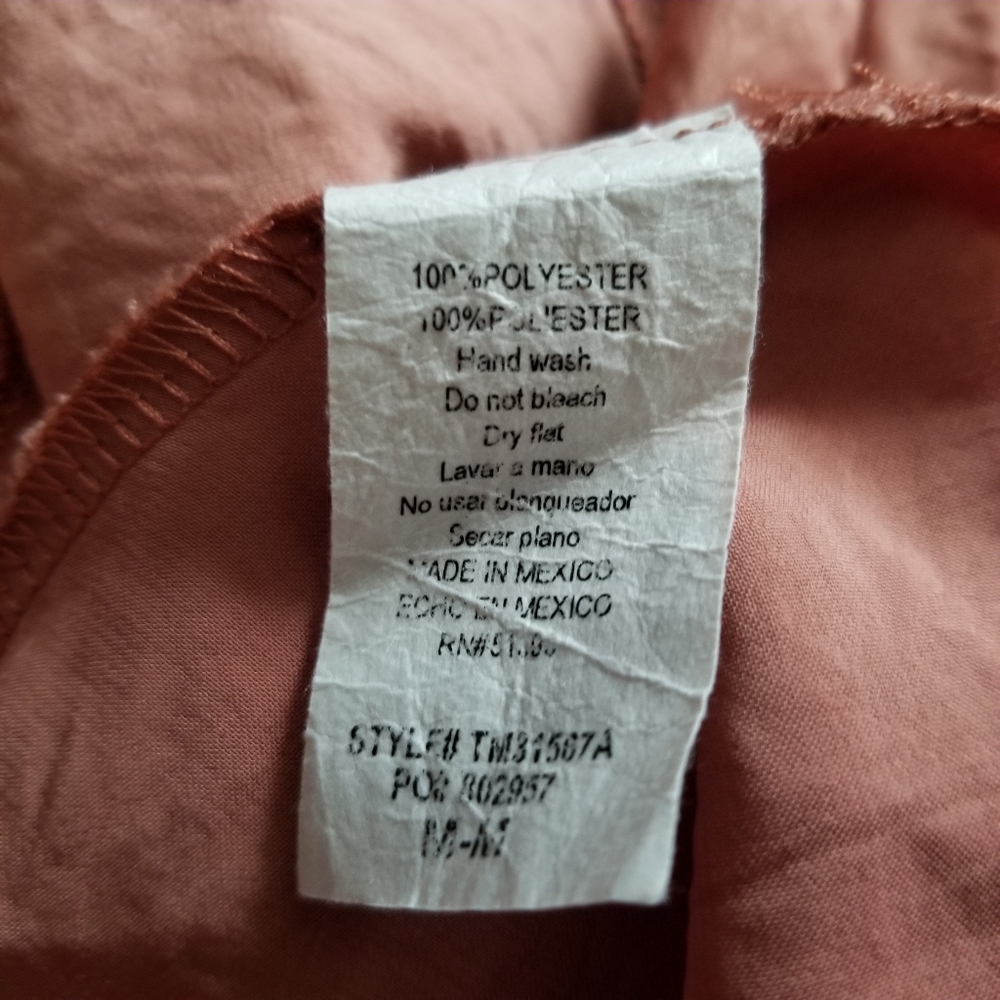 100%POLYESTER
100%POLYESTER
Hand wash
Do not bleach
Dry flat
Lavar a mano
No usar blanqueador
Secar plano
MADE IN MEXICO
ECHO EN MEXICO
STYLE# TM31567A
PO# 802957
M-M